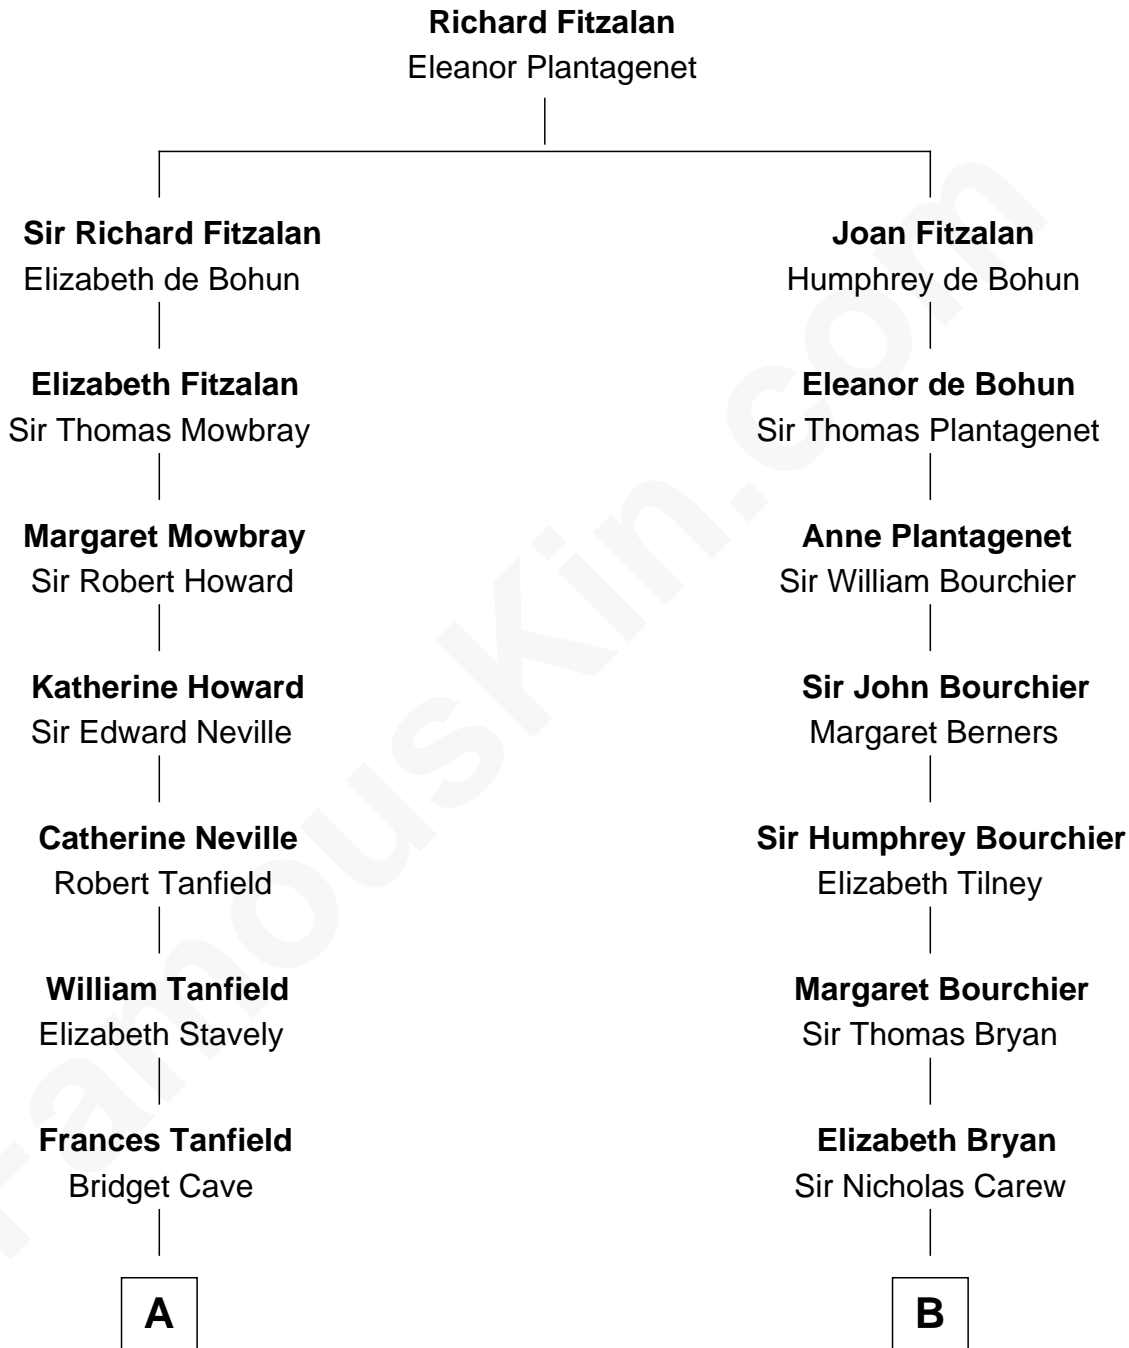 Richard Fitzalan
Eleanor Plantagenet
Sir Richard Fitzalan
Elizabeth de Bohun
Joan Fitzalan
Humphrey de Bohun
Elizabeth Fitzalan
Sir Thomas Mowbray
Eleanor de Bohun
Sir Thomas Plantagenet
Margaret Mowbray
Sir Robert Howard
Anne Plantagenet
Sir William Bourchier
Katherine Howard
Sir Edward Neville
Sir John Bourchier
Margaret Berners
Catherine Neville
Robert Tanfield
Sir Humphrey Bourchier
Elizabeth Tilney
William Tanfield
Elizabeth Stavely
Margaret Bourchier
Sir Thomas Bryan
Frances Tanfield
Bridget Cave
Elizabeth Bryan
Sir Nicholas Carew
A
B
FamousKin.com